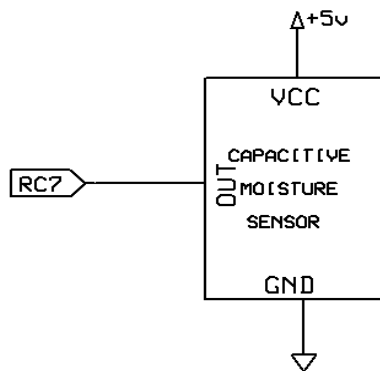 +5v
VCC
CAPACITIVE
RC7
OUT
MOISTURE
SENSOR
GND